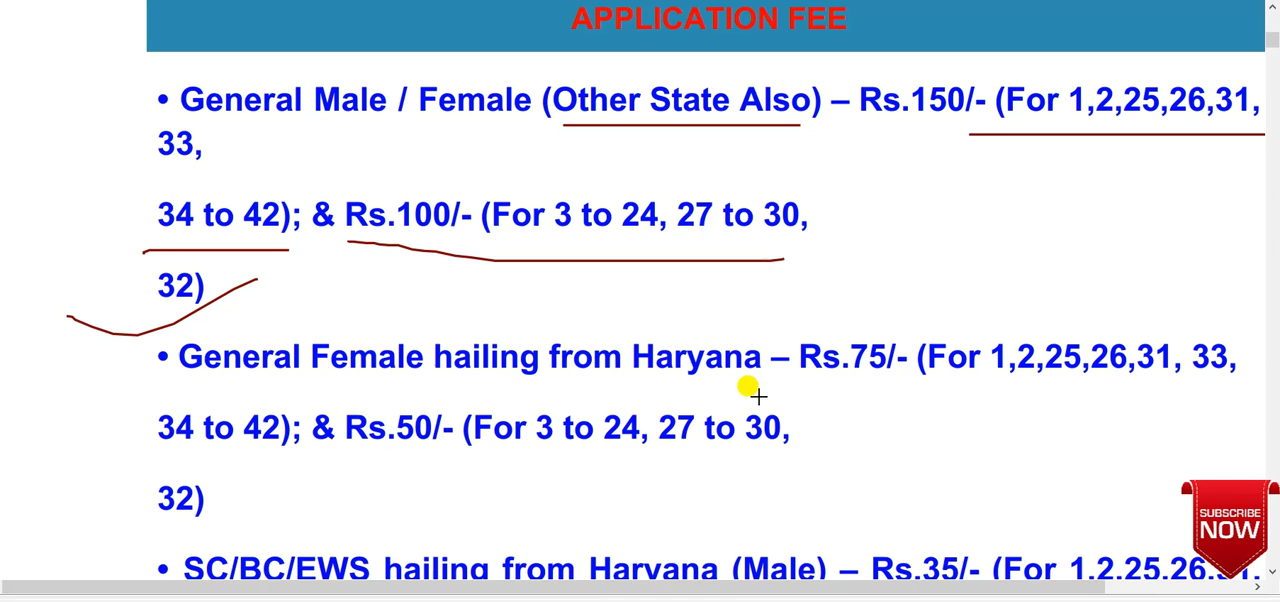 APPLICATION FEE
• General Male / Female (Other State Also) – Rs.150/- (For 1,2,25,26,31,
33,
34 to 42); & Rs.100/- (For 3 to 24, 27 to 30,
32)
• General Female hailing from Haryana – Rs.75/- (For 1,2,25,26,31, 33,
34 to 42); & Rs.50/- (For 3 to 24, 27 to 30,
32)
• SC/BC/EWS hailing from Haryana (Male) – Rs.35/- (For 1,2,25,26,31,
SUBSCRIBE
NOW